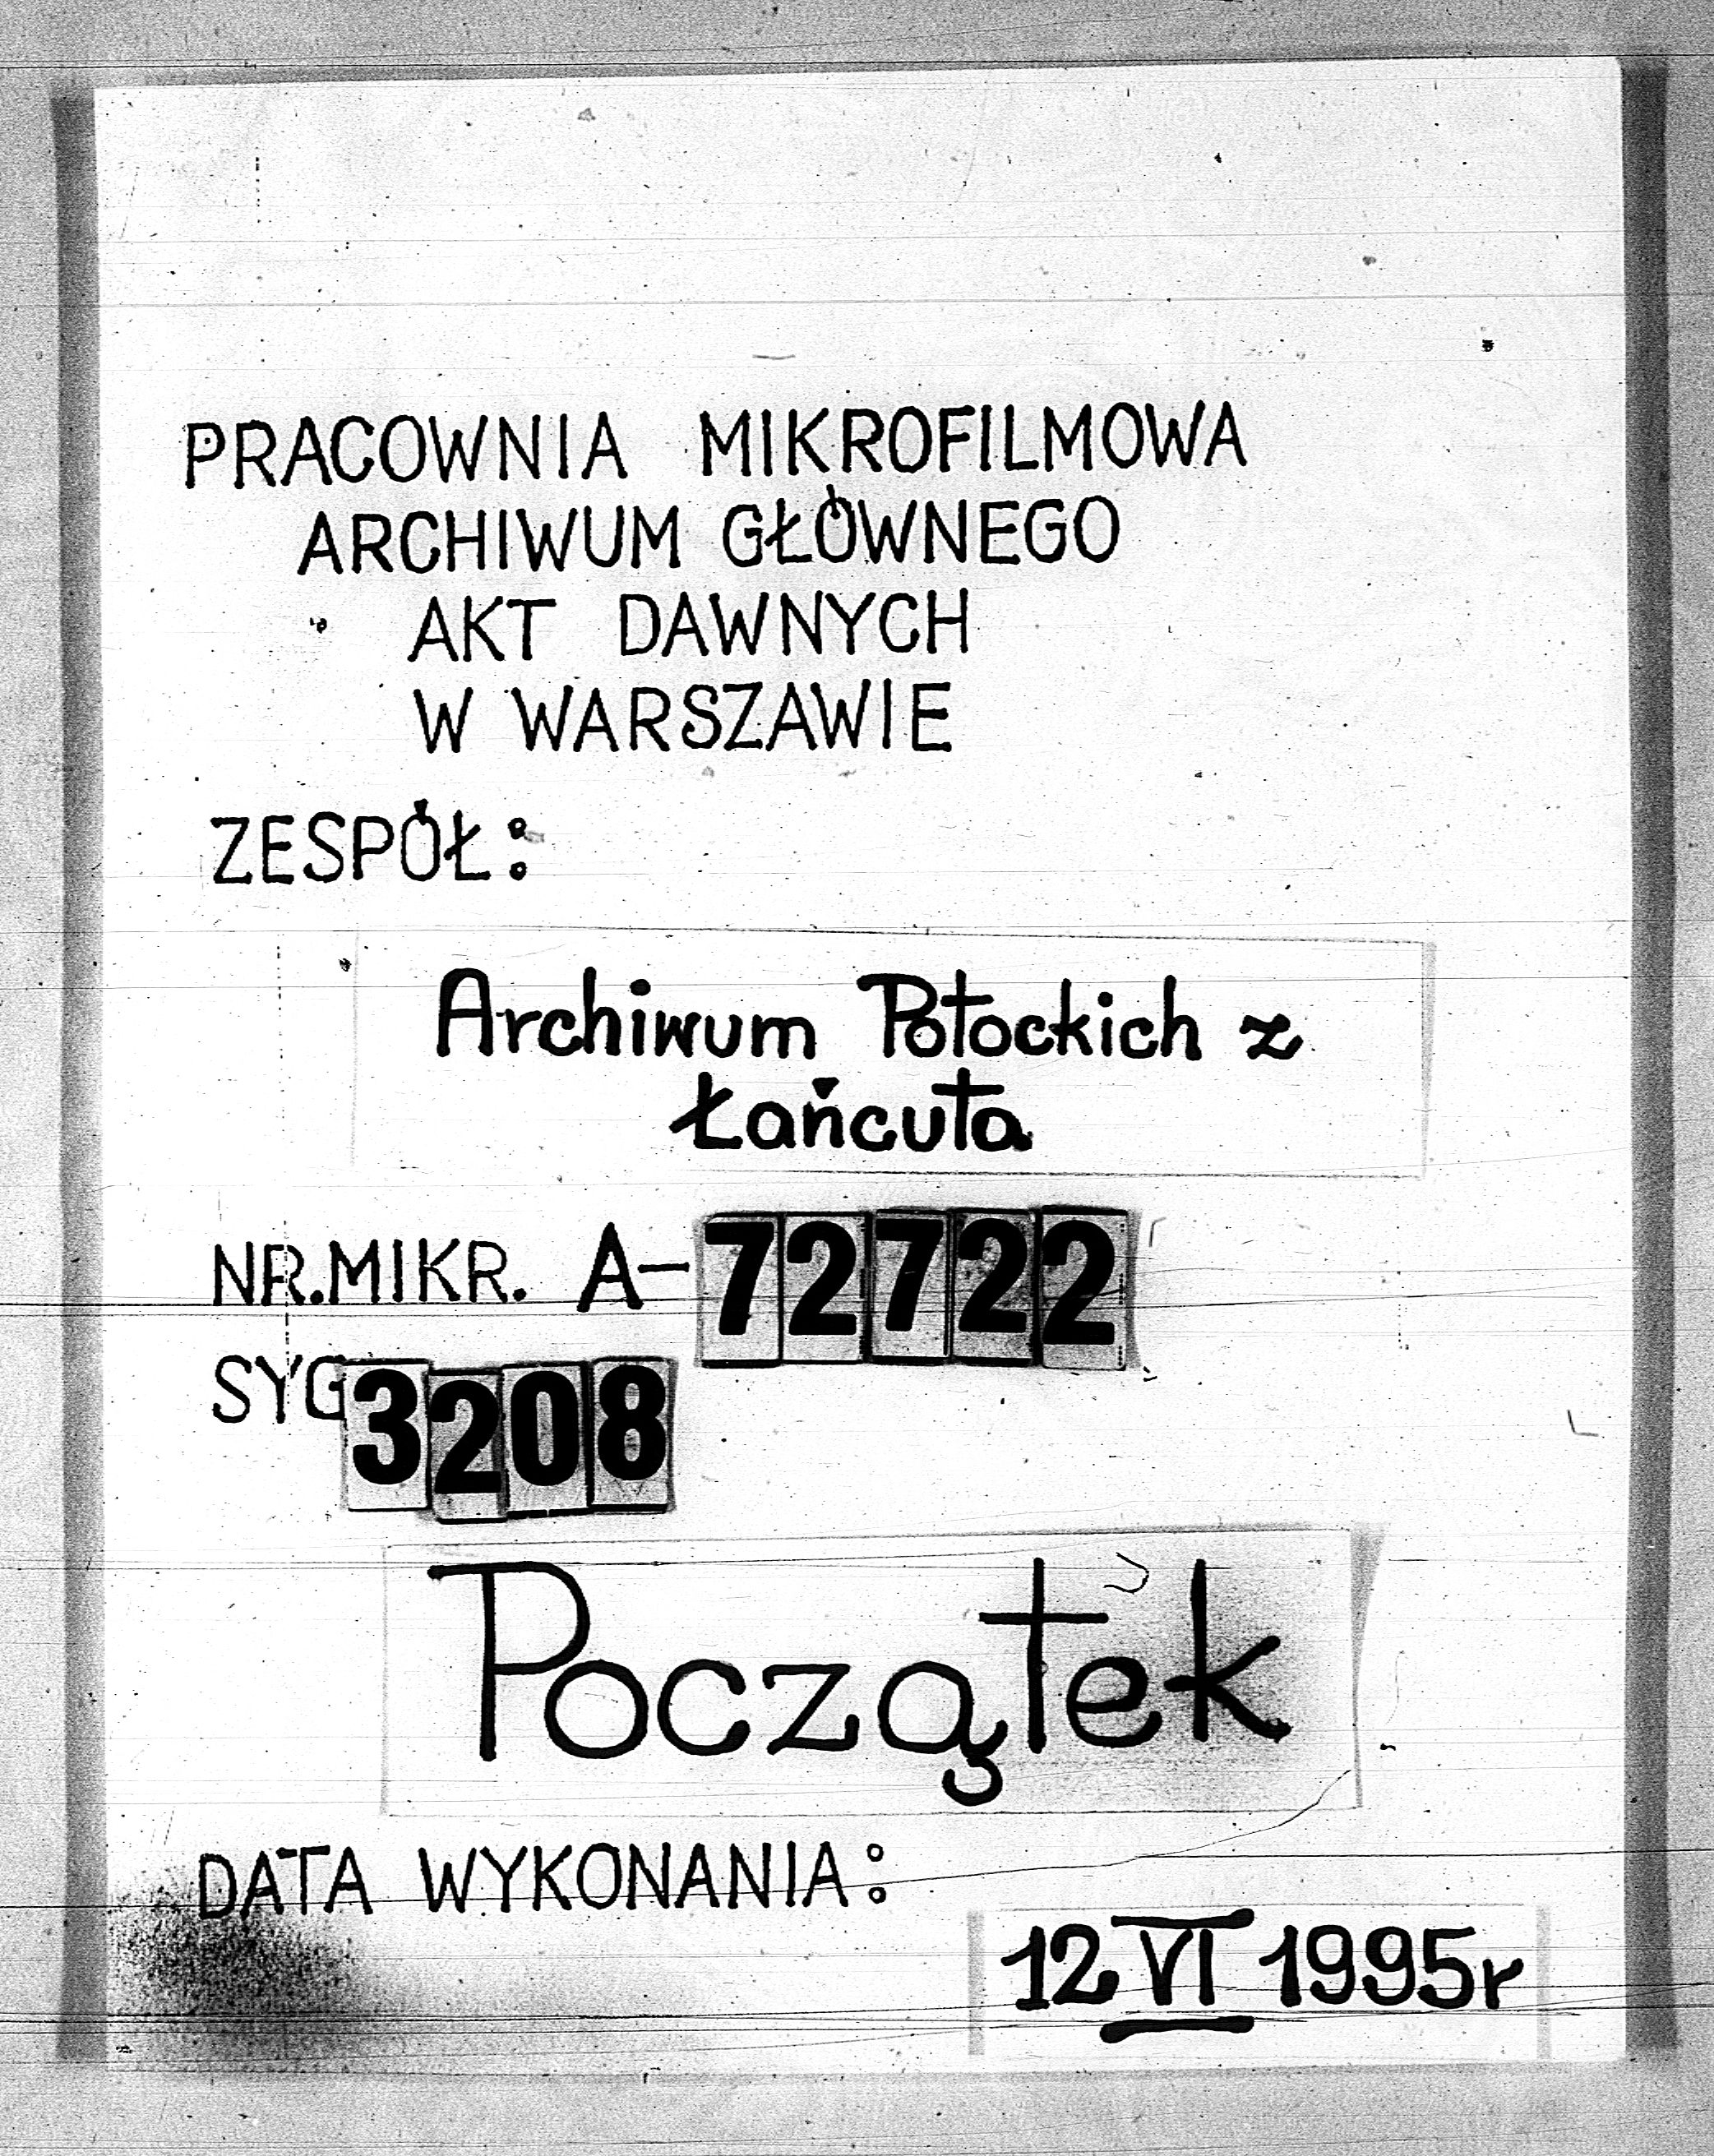 PRACOWNIA MIKROFILMOWA
ARCHIWUM GŁÓWNEGO
AKT DAWNYCH
W WARSZAWIE
ZESPÓŁ:
Archiwum Potockich z
Łańcuta
NR.MIKR. A-72722
SYG 3208
Początek
DATA WYKONANIA:
12 VI 1995r